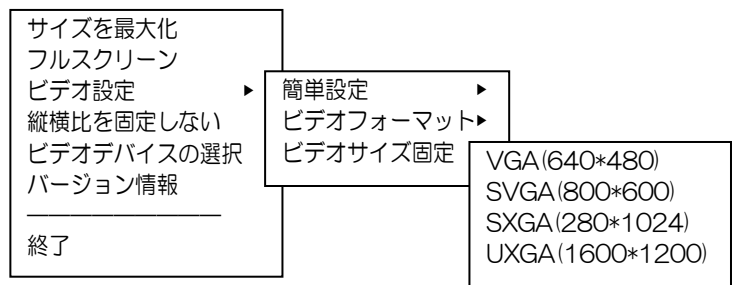 サイズを最大化
フルスクリーン
ビデオ設定 ▶
縦横比を固定しない
ビデオデバイスの選択
バージョン情報
―――――――――
終了
簡単設定 ▶
ビデオフォーマット▶
ビデオサイズ固定
VGA(640*480)
SVGA(800*600)
SXGA(280*1024)
UXGA(1600*1200)